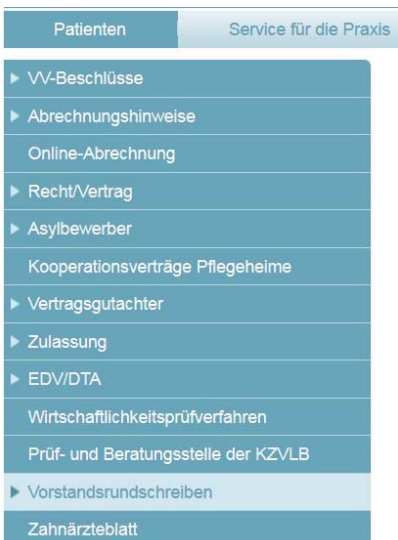 Patienten Service für die Praxis
VV-Beschlüsse
Abrechnungshinweise
Online-Abrechnung
Recht/Vertrag
Asylbewerber
Kooperationsverträge Pflegeheime
Vertragsgutachter
Zulassung
EDV/DTA
Wirtschaftlichkeitsprüfverfahren
Prüf- und Beratungsstelle der KZVLB
Vorstandsrundschreiben
Zahnärzteblatt